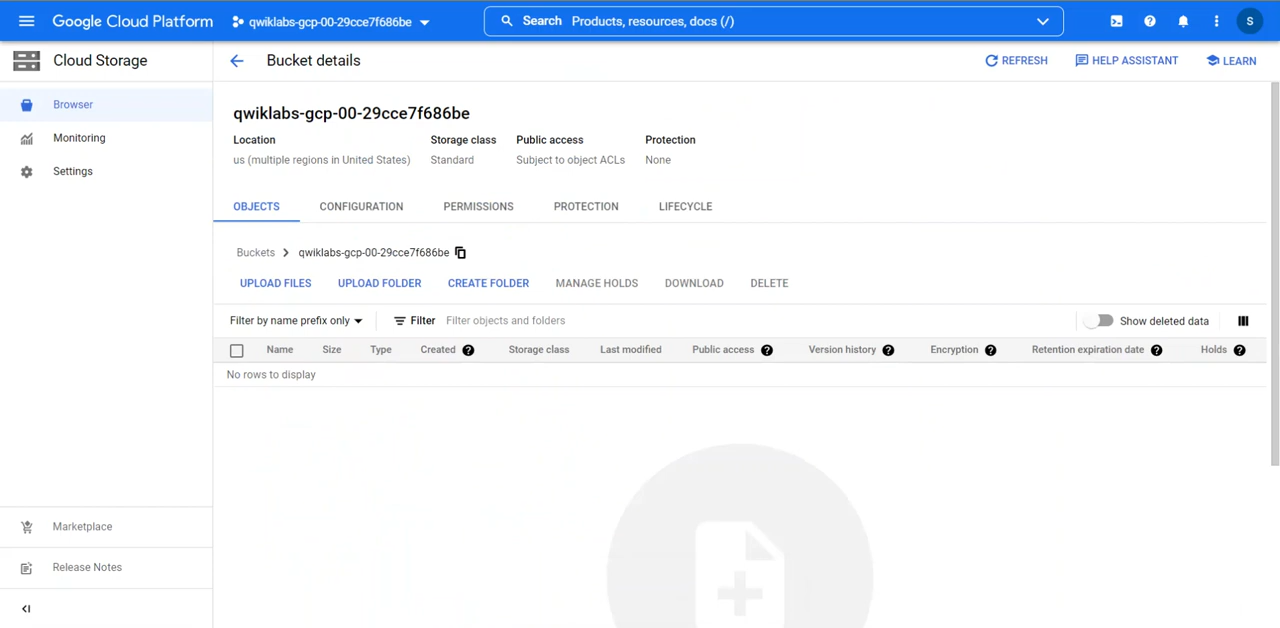 Google Cloud Platform qwiklabs-gcp-00-29cce7f686be Search Products, resources, docs (/) S
Cloud Storage Bucket details REFRESH HELP ASSISTANT LEARN
Browser
Monitoring
Settings
Marketplace
Release Notes
qwiklabs-gcp-00-29cce7f686be
Location Storage class Public access Protection
us (multiple regions in United States) Standard Subject to object ACLs None
OBJECTS CONFIGURATION PERMISSIONS PROTECTION LIFECYCLE
Buckets qwiklabs-gcp-00-29cce7f686be
UPLOAD FILES UPLOAD FOLDER CREATE FOLDER MANAGE HOLDS DOWNLOAD DELETE
Filter by name prefix only Filter Filter objects and folders Show deleted data
Name Size Type Created Storage class Last modified Public access Version history Encryption Retention expiration date Holds
No rows to display